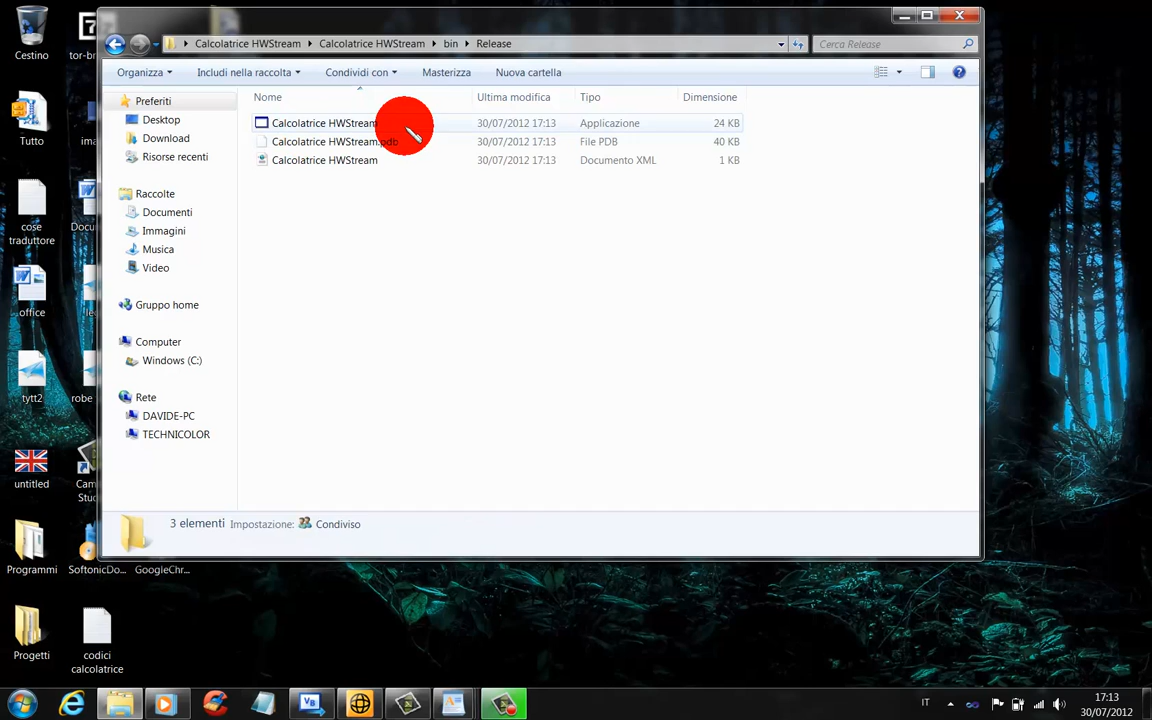 Calcolatrice HWStream Calcolatrice HWStream bin Release
Cerca Release
Organizza Includi nella raccolta Condividi con Masterizza Nuova cartella
Nome Ultima modifica Tipo Dimensione
Calcolatrice HWStream 30/07/2012 17:13 Applicazione 24 KB
Calcolatrice HWStream.pdb 30/07/2012 17:13 File PDB 40 KB
Calcolatrice HWStream 30/07/2012 17:13 Documento XML 1 KB
Preferiti
Desktop
Download
Risorse recenti
Raccolte
Documenti
Immagini
Musica
Video
Gruppo home
Computer
Windows (C:)
Rete
DAVIDE-PC
TECHNICOLOR
3 elementi Impostazione: Condiviso
Cestino
tor-br
Tutto
ima
cose
traduttore
Docu
office
tytt2
robe
untitled
Cam
Stu
Programmi
SoftonicDo...
GoogleChr...
Progetti
codici
calcolatrice
VB
IT
17:13
30/07/2012